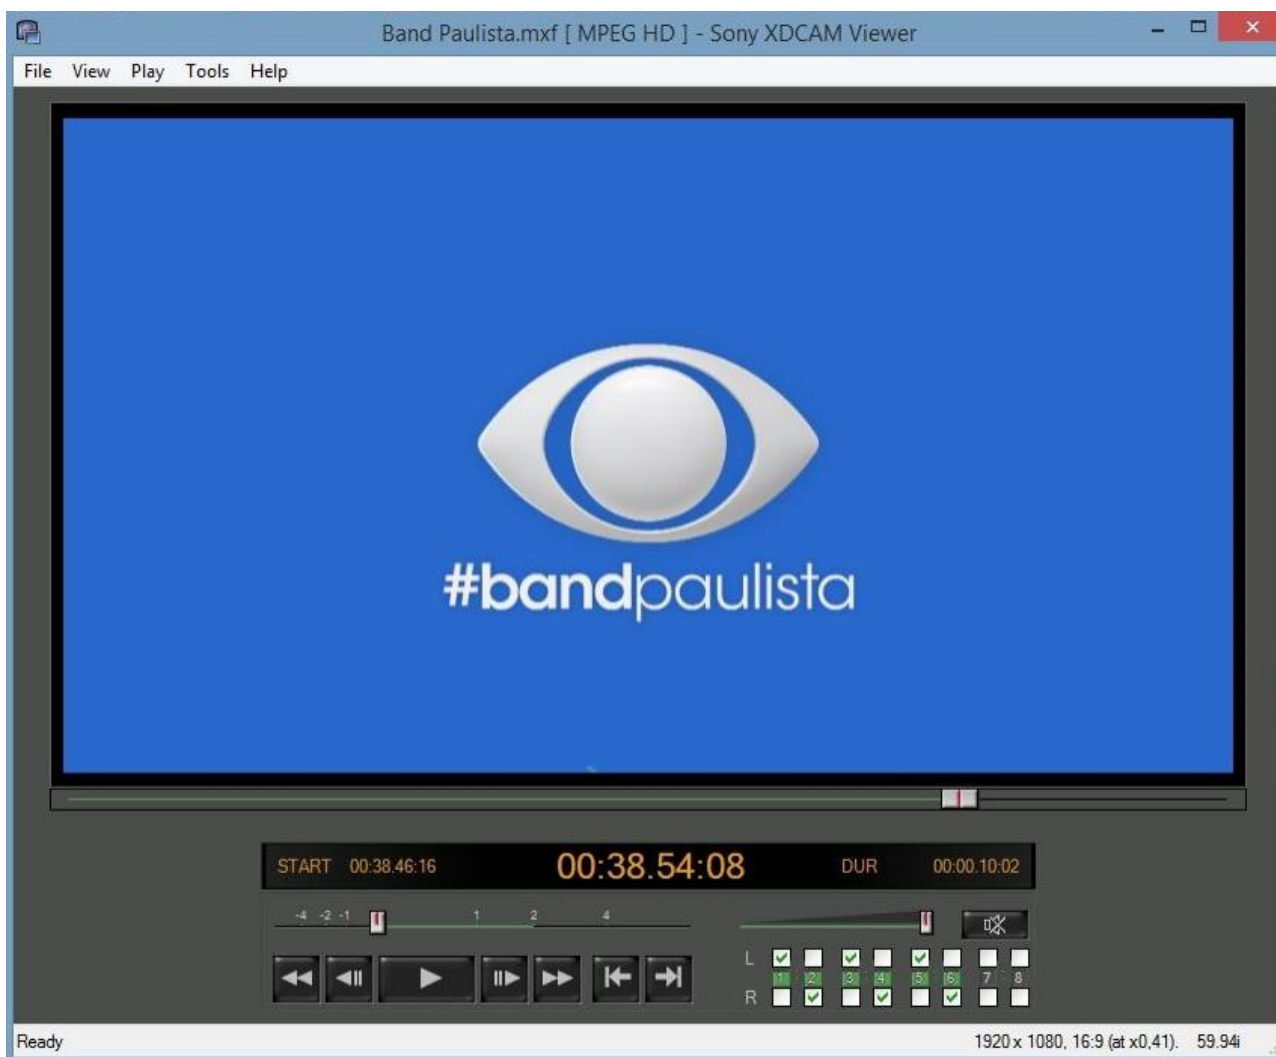 Band Paulista.mxf [ MPEG HD ] - Sony XDCAM Viewer
File View Play Tools Help
#bandpaulista
START 00:38.46:16 00:38.54:08 DUR 00:00.10:02
-4 -2 -1 1 2 4
L
1 2 3 4 5 6 7 8
R
Ready 1920 x 1080, 16:9 (at x0,41). 59.94i